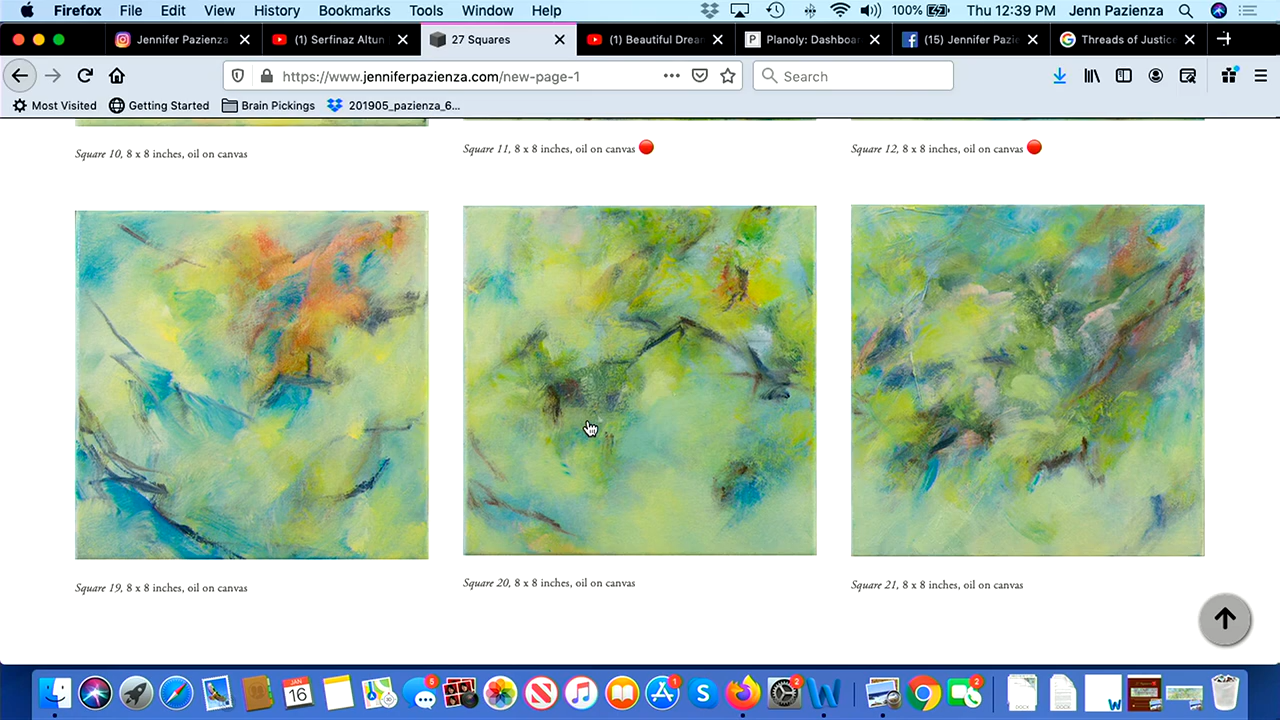 Firefox File Edit View History Bookmarks Tools Window Help 100% Thu 12:39 PM Jenn Pazienza
Jennifer Pazienza (1) Serfinaz Altun 27 Squares (1) Beautiful Drea P Planoly: Dashboa (15) Jennifer Pazie Threads of Justic
https://www.jenniferpazienza.com/new-page-1 Search
Most Visited Getting Started Brain Pickings 201905_pazienza_6...
Square 10, 8 x 8 inches, oil on canvas
Square 11, 8 x 8 inches, oil on canvas
Square 12, 8 x 8 inches, oil on canvas
Square 19, 8 x 8 inches, oil on canvas
Square 20, 8 x 8 inches, oil on canvas
Square 21, 8 x 8 inches, oil on canvas
JAN 16 5 1 S 2 W 2 DOCX W